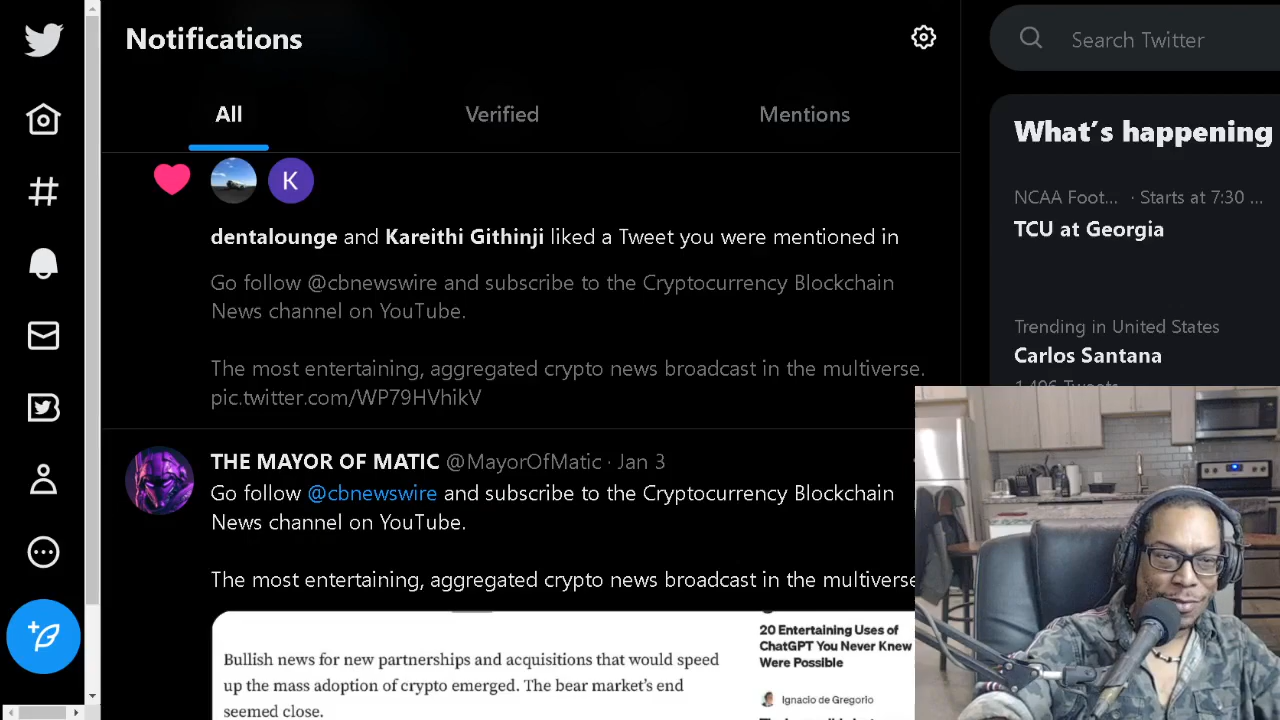 Notifications
Search Twitter
All
Verified
Mentions
What's happening
K
NCAA Foot... · Starts at 7:30 ...
TCU at Georgia
dentalounge and Kareithi Githinji liked a Tweet you were mentioned in
Go follow @cbnewswire and subscribe to the Cryptocurrency Blockchain
News channel on YouTube.
The most entertaining, aggregated crypto news broadcast in the multiverse.
pic.twitter.com/WP79HVhikV
Trending in United States
Carlos Santana
1,496 Tweets
THE MAYOR OF MATIC @MayorOfMatic · Jan 3
Go follow @cbnewswire and subscribe to the Cryptocurrency Blockchain
News channel on YouTube.
The most entertaining, aggregated crypto news broadcast in the multiverse
Bullish news for new partnerships and acquisitions that would speed
up the mass adoption of crypto emerged. The bear market's end
seemed close.
20 Entertaining Uses of
ChatGPT You Never Knew
Were Possible
Ignacio de Gregorio